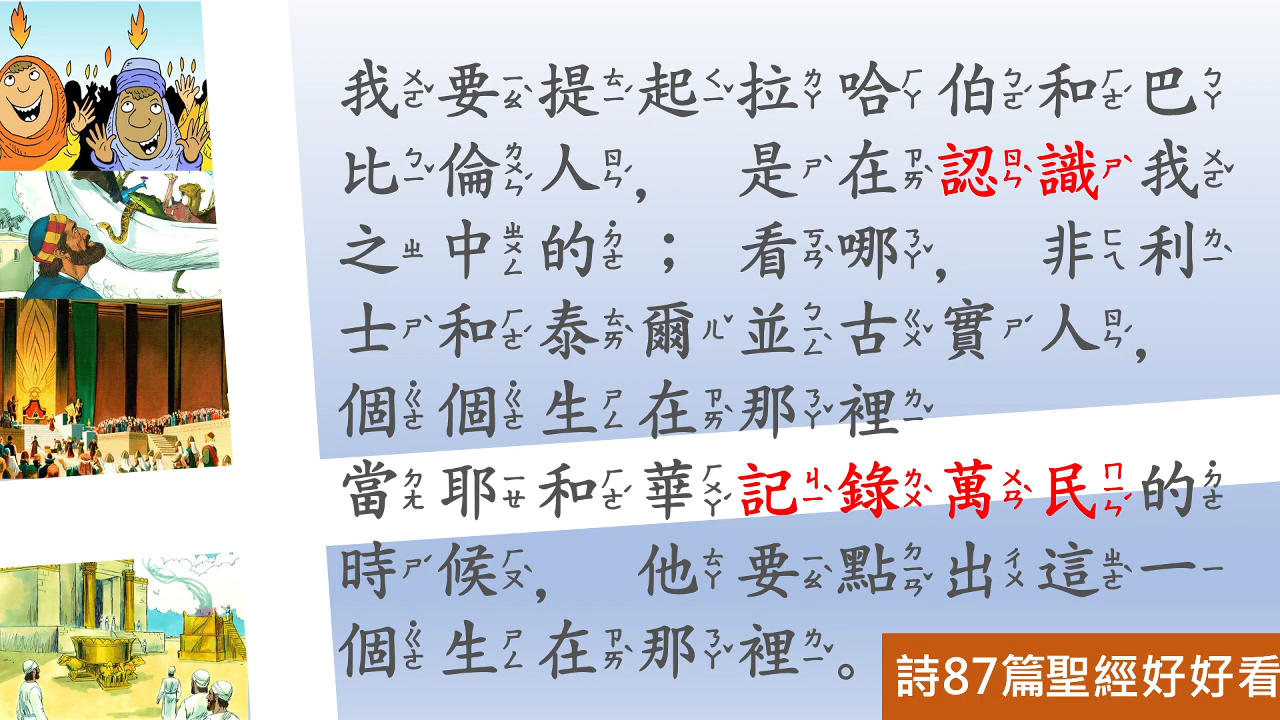 我要提起拉哈伯和巴
比倫人，　是在認識我
之中的；看哪，　非利
士和泰爾並古實人，
個個生在那裡
當耶和華記錄萬民的
時候，　他要點出這一
個生在那裡。
詩87篇聖經好好看